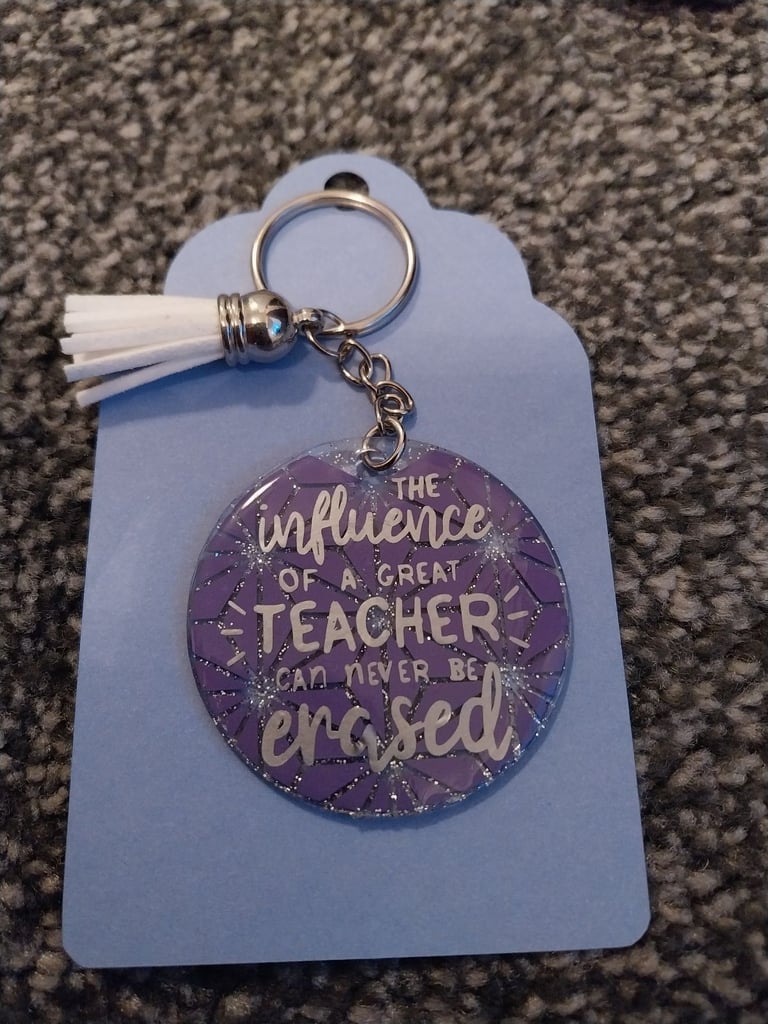 THE
influence
OF A GREAT
TEACHER
CAN NEVER BE
erased